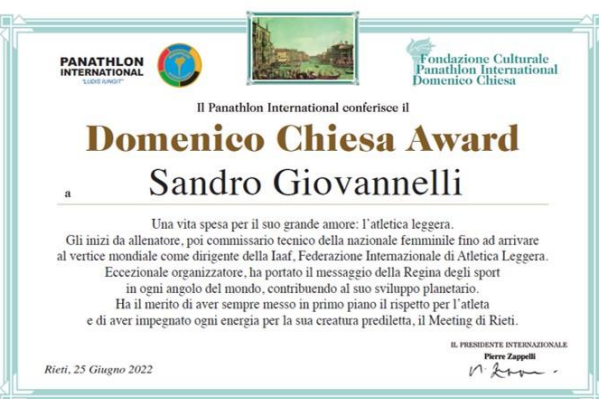 PANATHLON
INTERNATIONAL
"LUDIS IUNGIT"
Fondazione Culturale
Panathlon International
Domenico Chiesa
Il Panathlon International conferisce il
Domenico Chiesa Award
a Sandro Giovannelli
Una vita spesa per il suo grande amore: l'atletica leggera.
Gli inizi da allenatore, poi commissario tecnico della nazionale femminile fino ad arrivare
al vertice mondiale come dirigente della Iaaf, Federazione Internazionale di Atletica Leggera.
Eccezionale organizzatore, ha portato il messaggio della Regina degli sport
in ogni angolo del mondo, contribuendo al suo sviluppo planetario.
Ha il merito di aver sempre messo in primo piano il rispetto per l'atleta
e di aver impegnato ogni energia per la sua creatura prediletta, il Meeting di Rieti.
IL PRESIDENTE INTERNAZIONALE
Pierre Zappelli
Rieti, 25 Giugno 2022